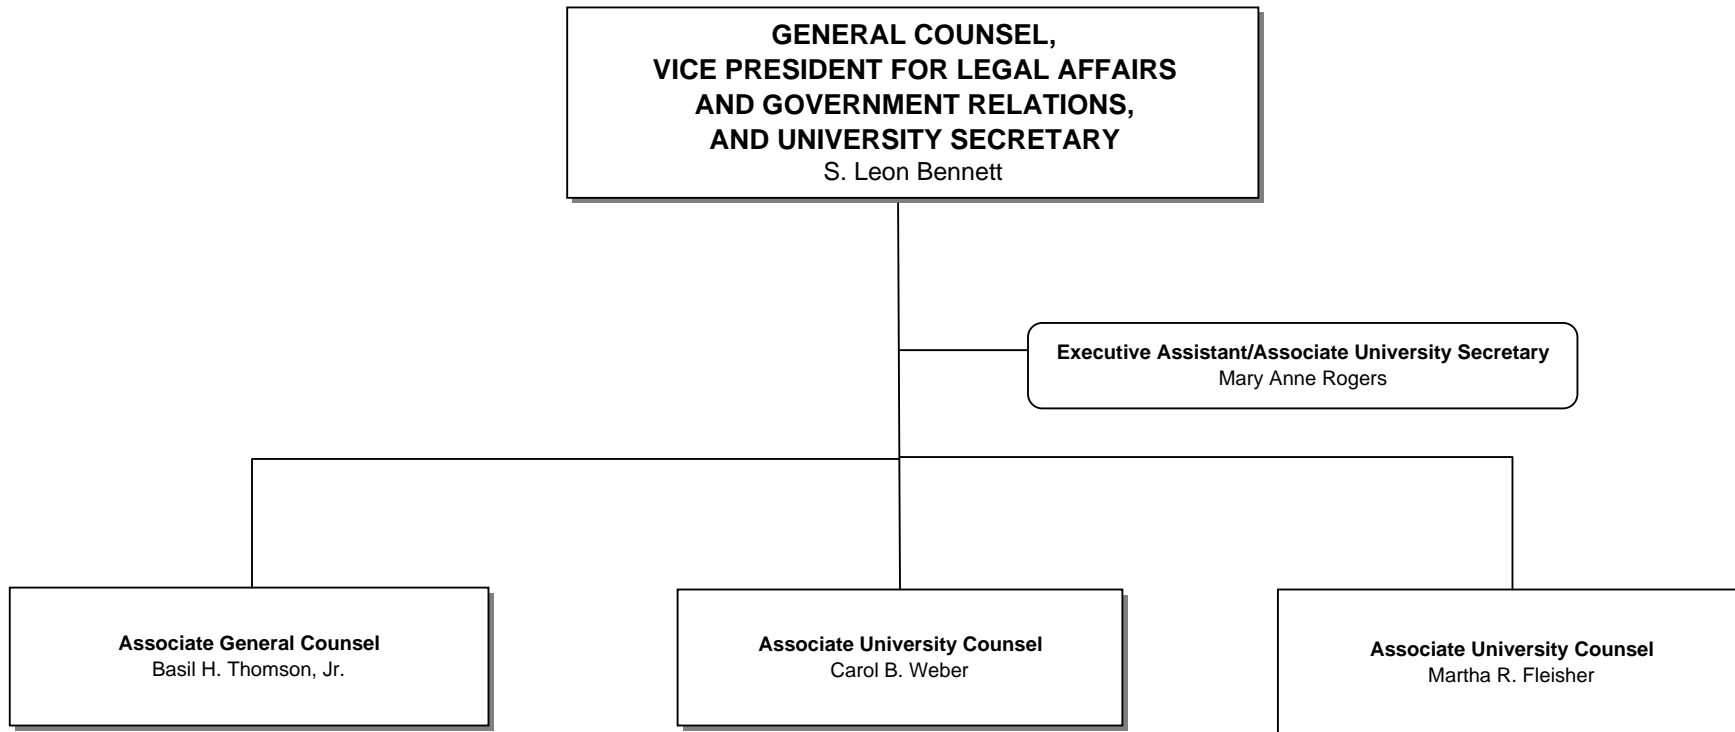 GENERAL COUNSEL,
VICE PRESIDENT FOR LEGAL AFFAIRS
AND GOVERNMENT RELATIONS,
AND UNIVERSITY SECRETARY
S. Leon Bennett
Executive Assistant/Associate University Secretary
Mary Anne Rogers
Associate General Counsel
Basil H. Thomson, Jr.
Associate University Counsel
Carol B. Weber
Associate University Counsel
Martha R. Fleisher